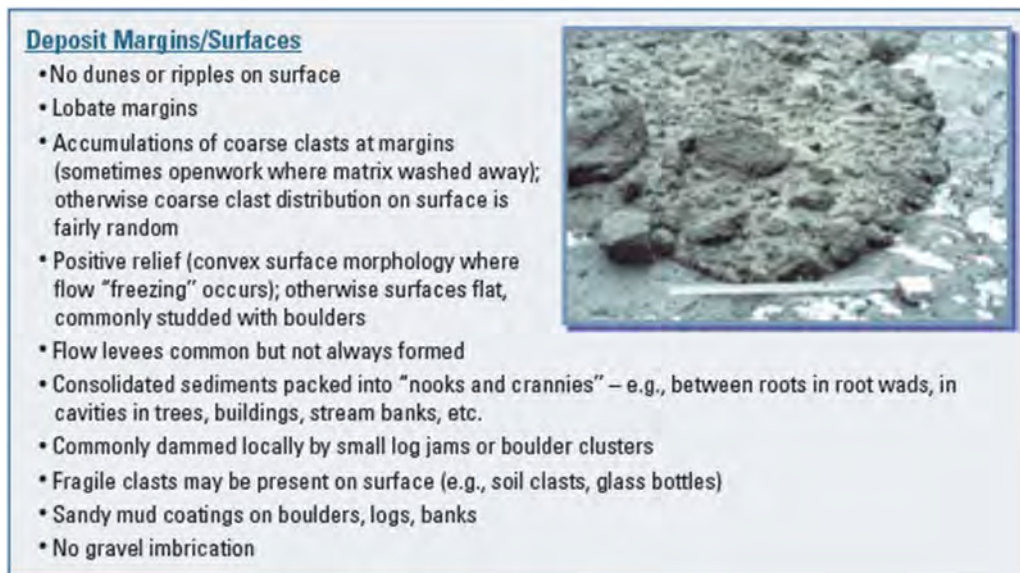 Deposit Margins/Surfaces
• No dunes or ripples on surface
• Lobate margins
• Accumulations of coarse clasts at margins
(sometimes openwork where matrix washed away);
otherwise coarse clast distribution on surface is
fairly random
• Positive relief (convex surface morphology where
flow “freezing” occurs); otherwise surfaces flat,
commonly studded with boulders
• Flow levees common but not always formed
• Consolidated sediments packed into “nooks and crannies” – e.g., between roots in root wads, in
cavities in trees, buildings, stream banks, etc.
• Commonly dammed locally by small log jams or boulder clusters
• Fragile clasts may be present on surface (e.g., soil clasts, glass bottles)
• Sandy mud coatings on boulders, logs, banks
• No gravel imbrication